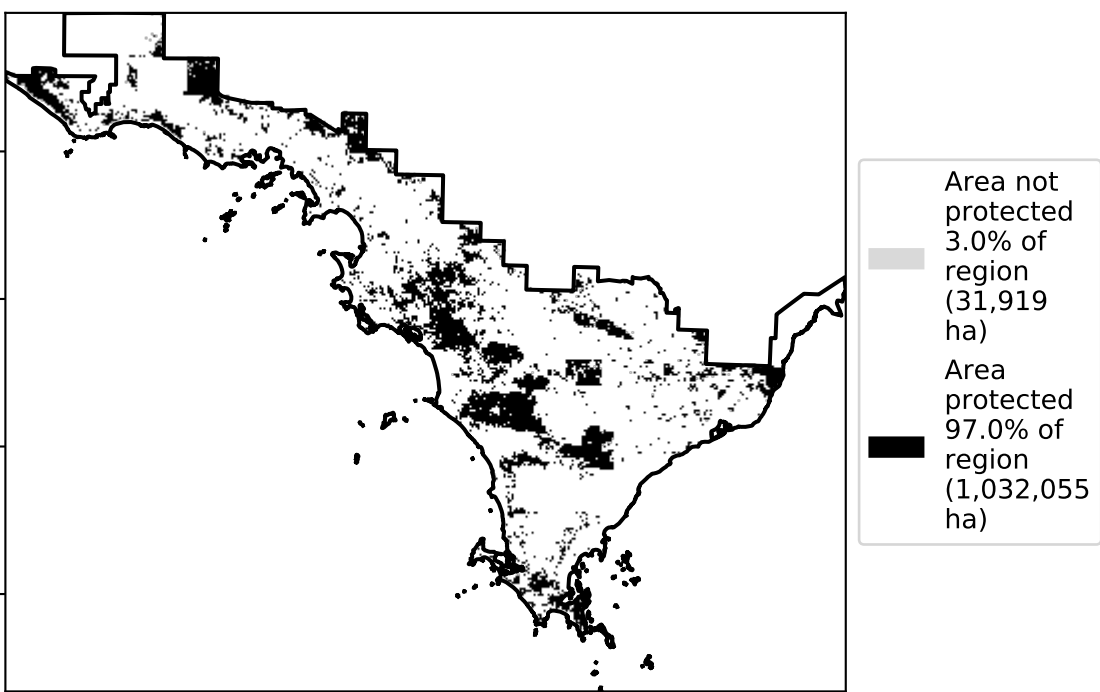 Area not
protected
3.0% of
region
(31,919
ha)
Area
protected
97.0% of
region
(1,032,055
ha)